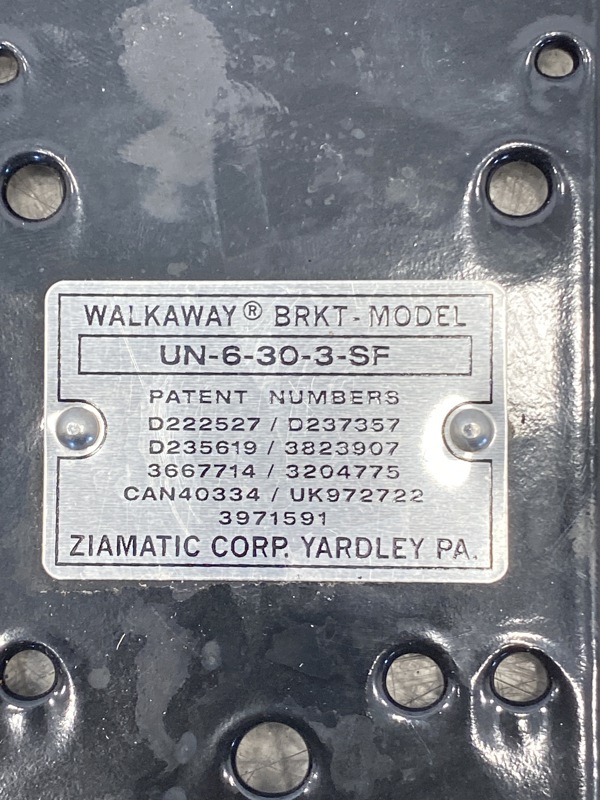 WALKAWAY® BRKT-MODEL
UN-6-30-3-SF
PATENT NUMBERS
D222527 / D237357
D235619 / 3823907
3667714 / 3204775
CAN40334 / UK972722
3971591
ZIAMATIC CORP. YARDLEY PA.